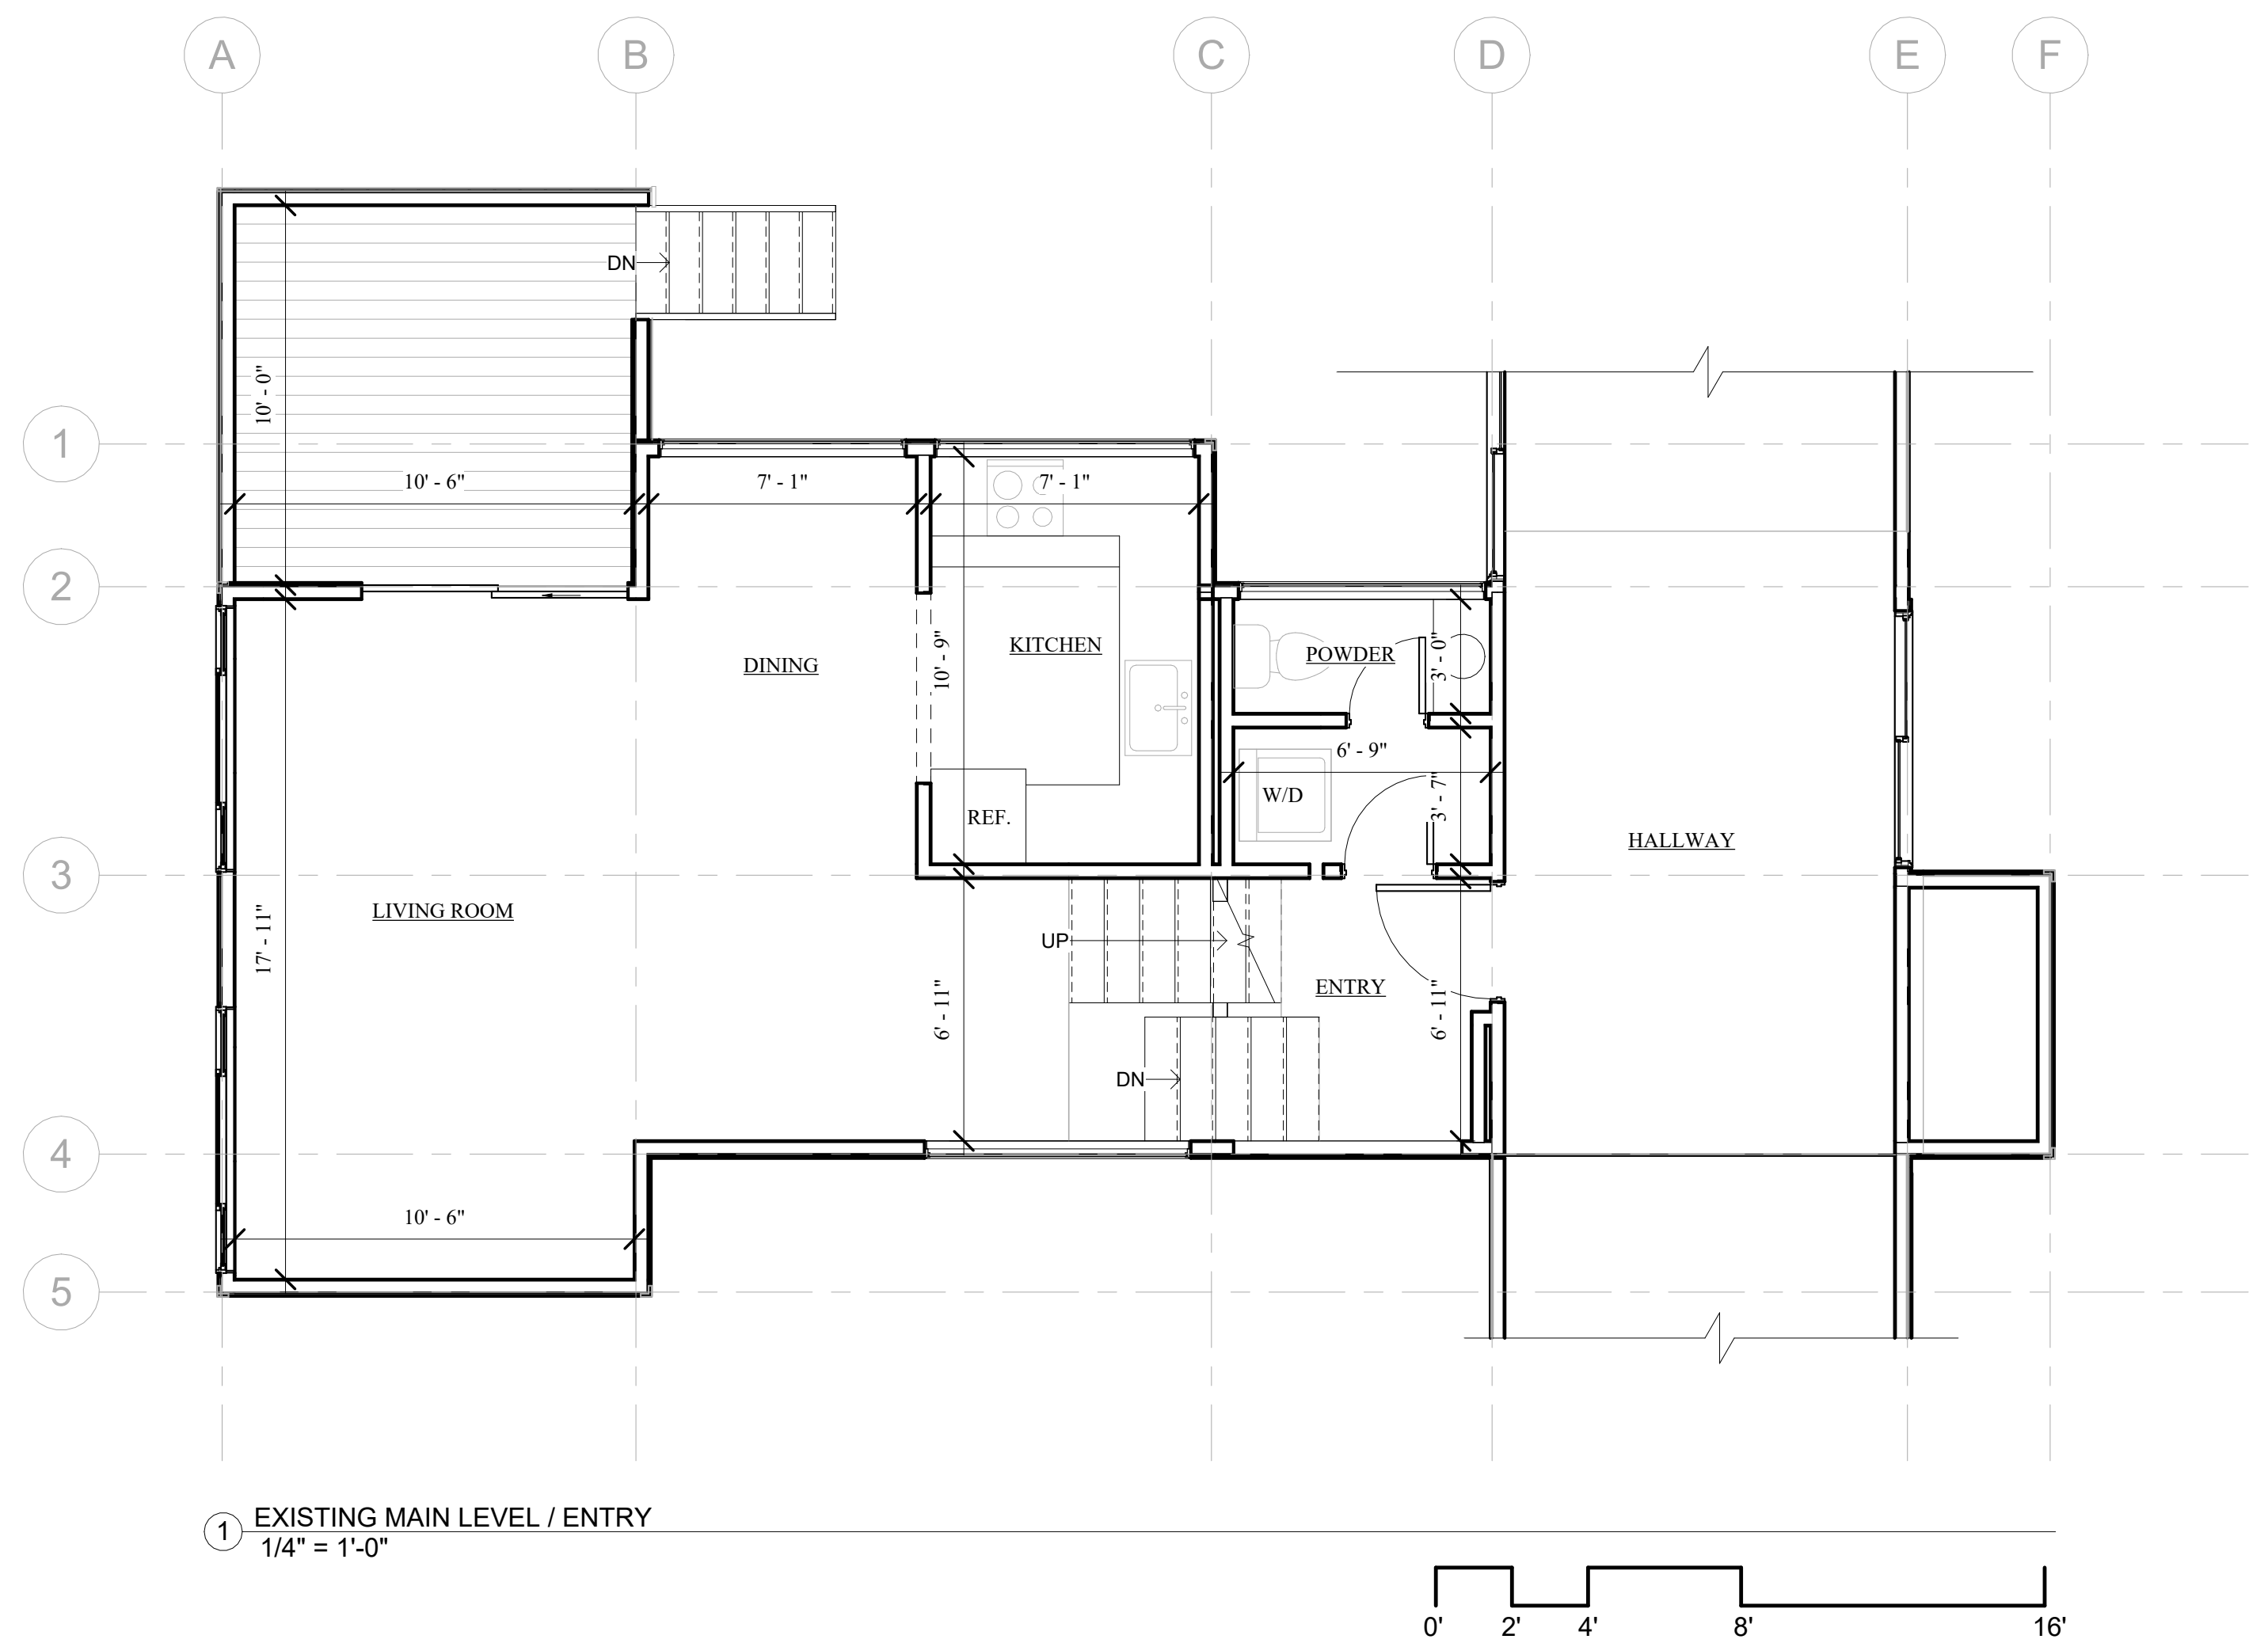 A B C D E F
DN
10' - 0"
1
10' - 6" 7' - 1" 7' - 1"
2
10' - 9"
KITCHEN
POWDER
3' - 0"
DINING
6' - 9"
W/D
3' - 7"
REF.
HALLWAY
3
LIVING ROOM
17' - 11"
UP
ENTRY
6' - 11"
6' - 11"
DN
4
10' - 6"
5
1 EXISTING MAIN LEVEL / ENTRY
1/4" = 1'-0"
0' 2' 4' 8' 16'